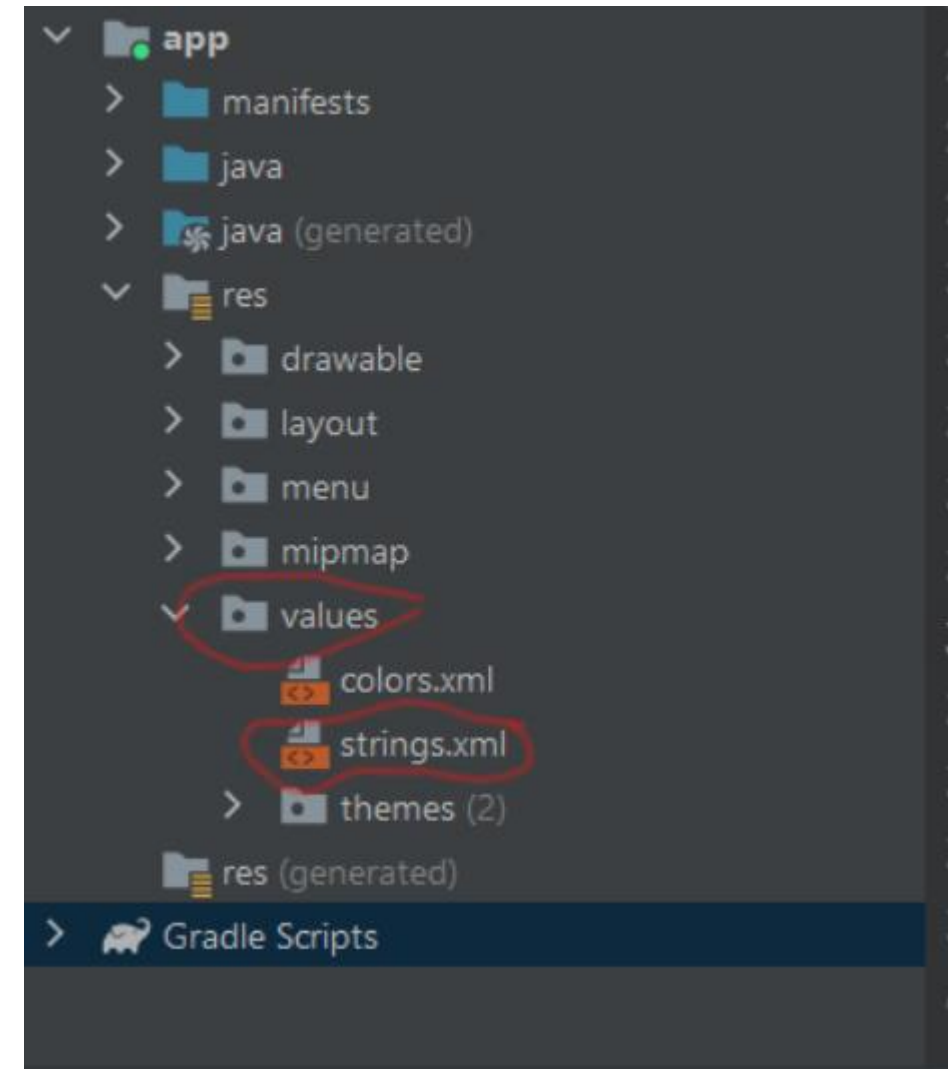 app
manifests
java
java (generated)
res
drawable
layout
menu
mipmap
values
colors.xml
strings.xml
themes (2)
res (generated)
Gradle Scripts